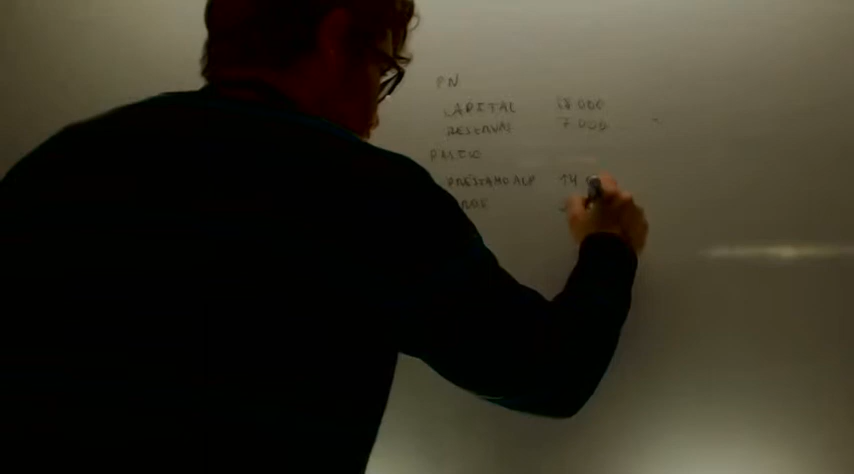 PN
CAPITAL 18 000
RESERVAS 7 000
PASIVO
PRÉSTAMO ALP 14